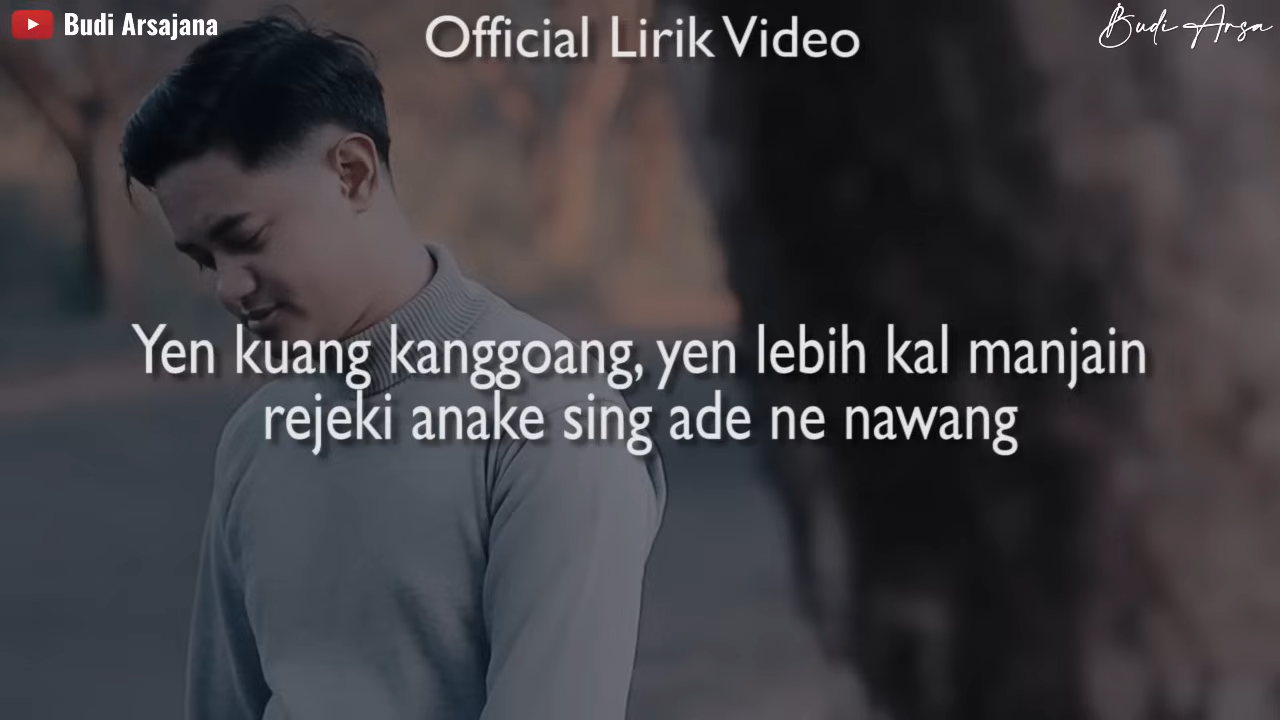 Budi Arsajana
Official Lirik Video
Budi Arsa
Yen kuang kanggoang, yen lebih kal manjain
rejeki anake sing ade ne nawang